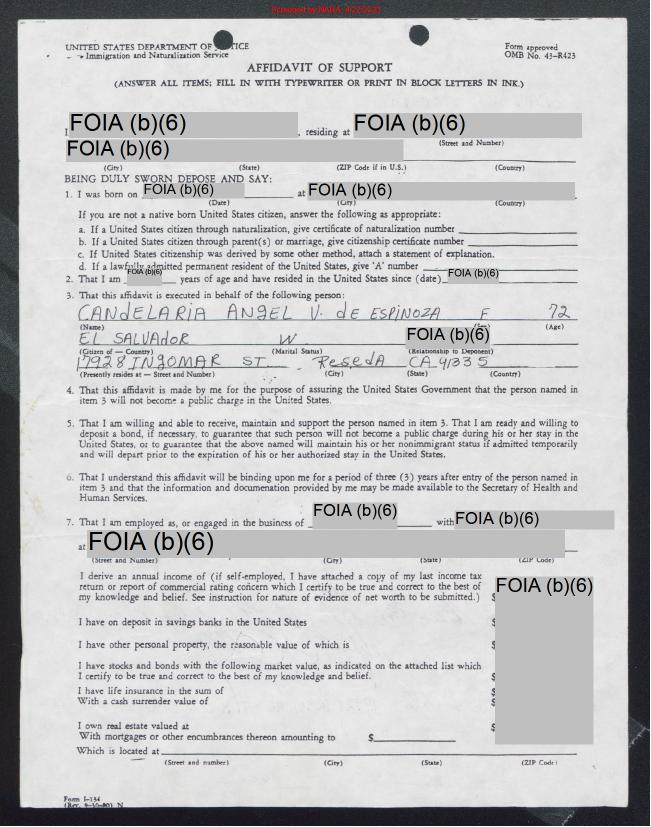 Screened by NARA, 4/22/2023
UNITED STATES DEPARTMENT OF JUSTICE
Immigration and Naturalization Service
Form approved
OMB No. 43-R423
AFFIDAVIT OF SUPPORT
(ANSWER ALL ITEMS; FILL IN WITH TYPEWRITER OR PRINT IN BLOCK LETTERS IN INK.)
I FOIA (b)(6), residing at FOIA (b)(6)
(Street and Number)
FOIA (b)(6)
(City) (State) (ZIP Code if in U.S.) (Country)
BEING DULY SWORN DEPOSE AND SAY:
1. I was born on FOIA (b)(6) at FOIA (b)(6)
(Date) (City) (Country)
If you are not a native born United States citizen, answer the following as appropriate:
a. If a United States citizen through naturalization, give certificate of naturalization number
b. If a United States citizen through parent(s) or marriage, give citizenship certificate number
c. If United States citizenship was derived by some other method, attach a statement of explanation.
d. If a lawfully admitted permanent resident of the United States, give 'A' number
2. That I am FOIA (b)(6) years of age and have resided in the United States since (date) FOIA (b)(6)
3. That this affidavit is executed in behalf of the following person:
CANDELARIA ANGEL V. de ESPINOZA F 72
(Name) (Sex) (Age)
EL SALVADOR W FOIA (b)(6)
(Citizen of — Country) (Marital Status) (Relationship to Deponent)
17928 INGOMAR ST. Reseda CA 91335
(Presently resides at — Street and Number) (City) (State) (Country)
4. That this affidavit is made by me for the purpose of assuring the United States Government that the person named in
item 3 will not become a public charge in the United States.
5. That I am willing and able to receive, maintain and support the person named in item 3. That I am ready and willing to
deposit a bond, if necessary, to guarantee that such person will not become a public charge during his or her stay in the
United States, or to guarantee that the above named will maintain his or her nonimmigrant status if admitted temporarily
and will depart prior to the expiration of his or her authorized stay in the United States.
6. That I understand this affidavit will be binding upon me for a period of three (3) years after entry of the person named in
item 3 and that the information and documenation provided by me may be made available to the Secretary of Health and
Human Services.
7. That I am employed as, or engaged in the business of FOIA (b)(6) with FOIA (b)(6)
at FOIA (b)(6)
(Street and Number) (City) (State) (ZIP Code)
I derive an annual income of (if self-employed, I have attached a copy of my last income tax
return or report of commercial rating concern which I certify to be true and correct to the best of
my knowledge and belief. See instruction for nature of evidence of net worth to be submitted.) $ FOIA (b)(6)
I have on deposit in savings banks in the United States $
I have other personal property, the reasonable value of which is $
I have stocks and bonds with the following market value, as indicated on the attached list which
I certify to be true and correct to the best of my knowledge and belief. $
I have life insurance in the sum of $
With a cash surrender value of $
I own real estate valued at $
With mortgages or other encumbrances thereon amounting to $
Which is located at
(Street and number) (City) (State) (ZIP Code)
Form I-134
(Rev. 9-30-80) N